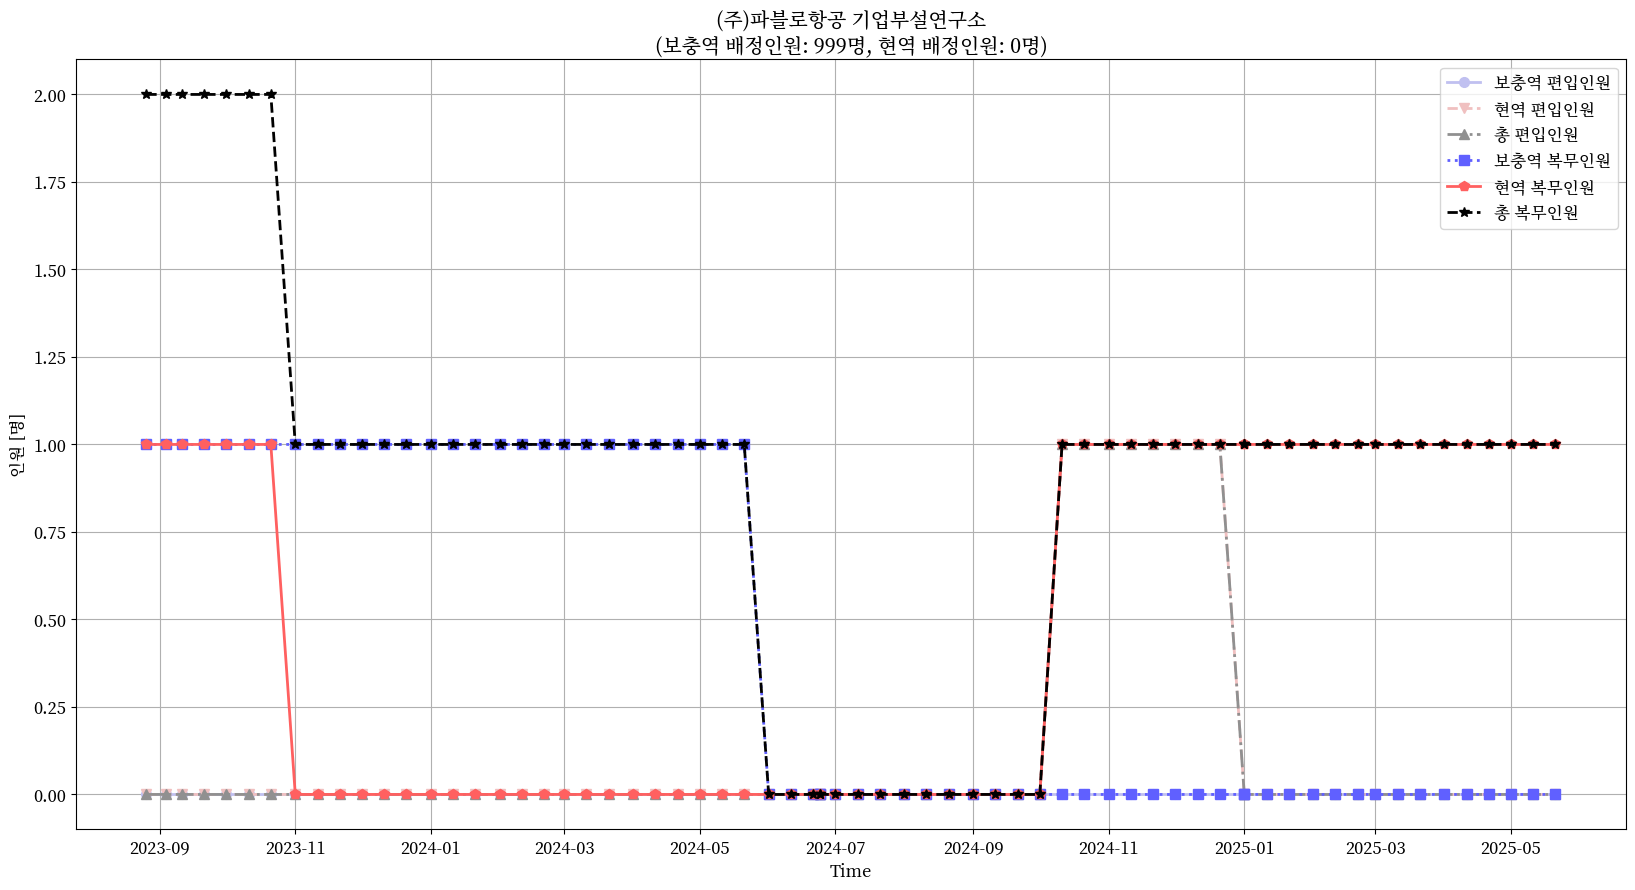 (주)파블로항공 기업부설연구소
(보충역 배정인원: 999명, 현역 배정인원: 0명)
보충역 편입인원
현역 편입인원
총 편입인원
보충역 복무인원
현역 복무인원
총 복무인원
인원 [명]
2.00
1.75
1.50
1.25
1.00
0.75
0.50
0.25
0.00
2023-09 2023-11 2024-01 2024-03 2024-05 2024-07 2024-09 2024-11 2025-01 2025-03 2025-05
Time